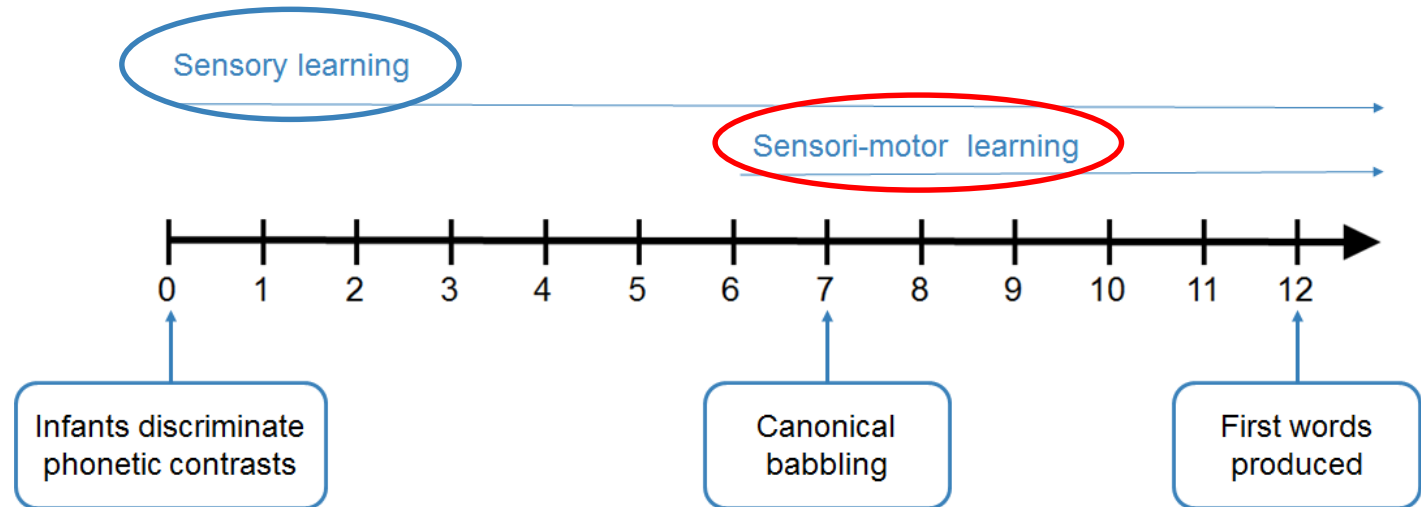 Sensory learning
Sensori-motor learning
0 1 2 3 4 5 6 7 8 9 10 11 12
Infants discriminate
phonetic contrasts
Canonical
babbling
First words
produced